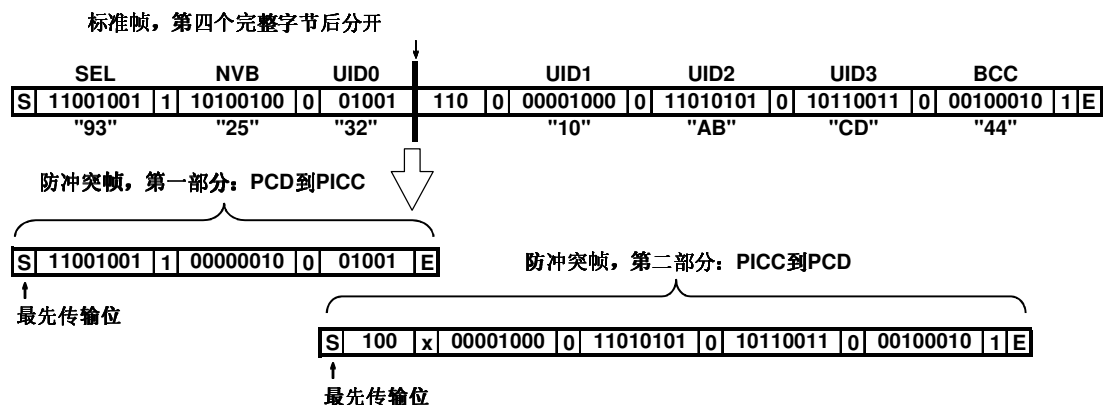 标准帧，第四个完整字节后分开
SEL NVB UID0 UID1 UID2 UID3 BCC
S 11001001 1 10100100 0 01001 110 0 00001000 0 11010101 0 10110011 0 00100010 1 E
"93" "25" "32" "10" "AB" "CD" "44"
防冲突帧，第一部分：PCD到PICC
S 11001001 1 00000010 0 01001 E
最先传输位
防冲突帧，第二部分：PICC到PCD
S 100 x 00001000 0 11010101 0 10110011 0 00100010 1 E
最先传输位